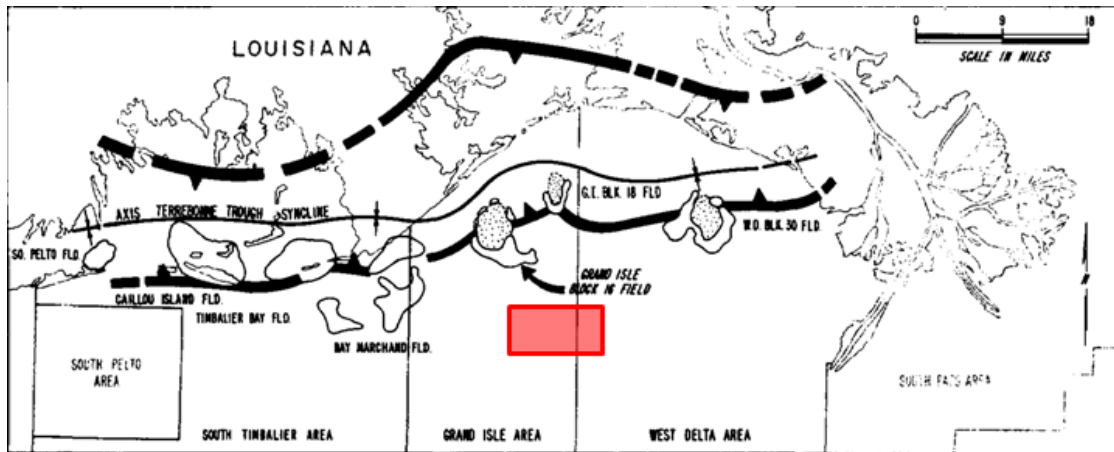 LOUISIANA
0 9 18
SCALE IN MILES
AXIS TERREBONNE TROUGH SYNCLINE
G.I. BLK. 18 FLD.
W.D. BLK. 30 FLD.
SO. PELTO FLD.
GRAND ISLE
BLOCK 16 FIELD
CAILLOU ISLAND FLD.
TIMBALIER BAY FLD.
BAY MARCHAND FLD.
SOUTH PELTO
AREA
SOUTH PASS AREA
SOUTH TIMBALIER AREA
GRAND ISLE AREA
WEST DELTA AREA
N